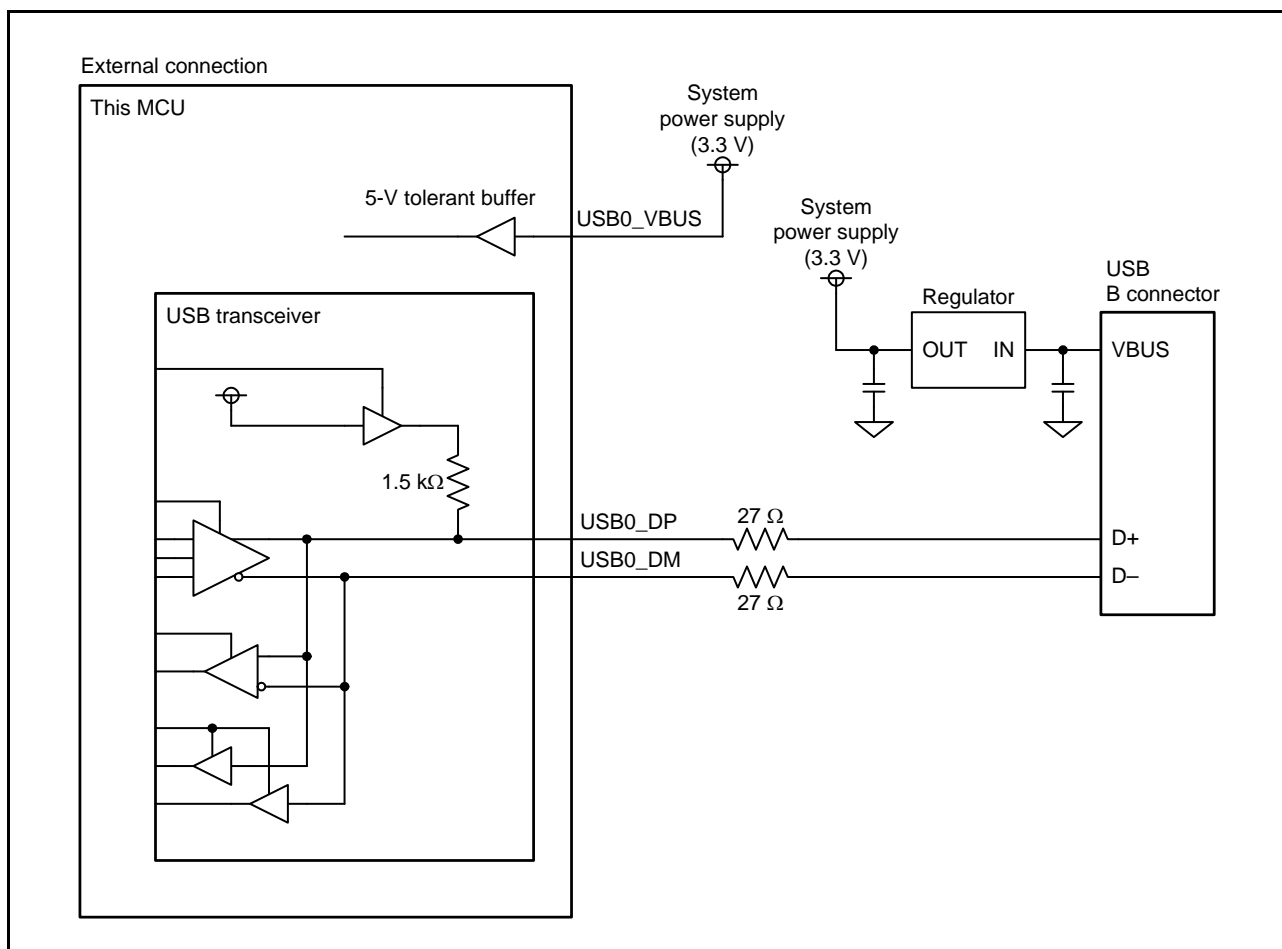 External connection
This MCU
System
power supply
(3.3 V)
5-V tolerant buffer
USB0_VBUS
System
power supply
(3.3 V)
USB
B connector
Regulator
OUT
IN
VBUS
USB transceiver
1.5 kΩ
USB0_DP
27 Ω
D+
USB0_DM
27 Ω
D−